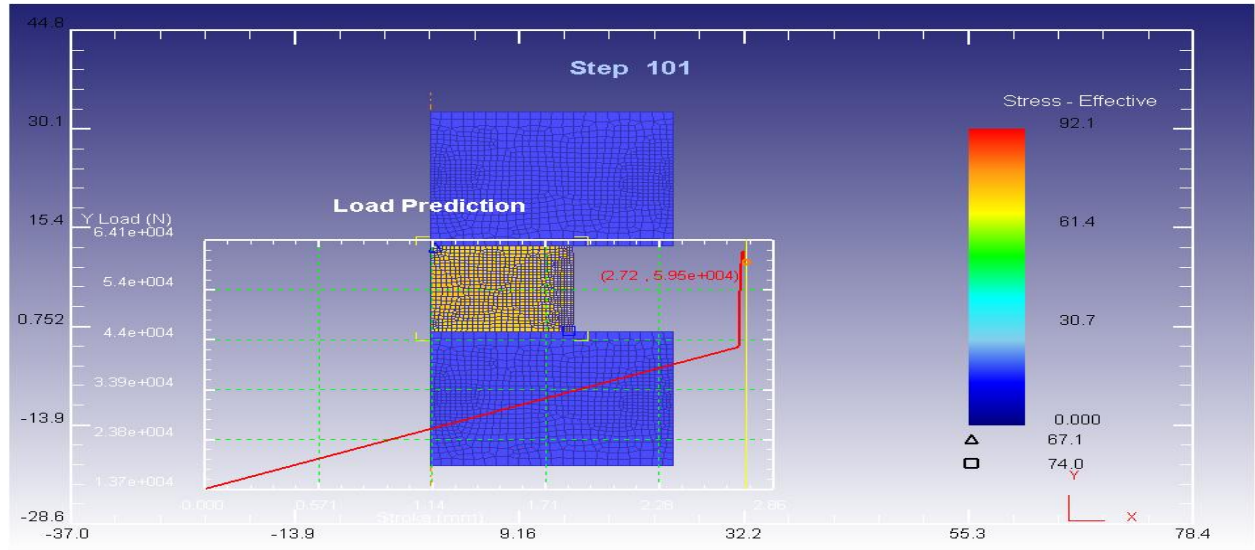 44.8
Step 101
Stress - Effective
30.1
92.1
Load Prediction
15.4
Y Load (N)
6.41e+004
61.4
(2.72 , 5.95e+004)
5.4e+004
0.752
4.4e+004
30.7
3.39e+004
-13.9
2.38e+004
0.000
67.1
74.0
1.37e+004
Y
0.000 0.571 1.14 1.71 2.28 2.86
Stroke (mm)
X
-28.6
-37.0 -13.9 9.16 32.2 55.3 78.4